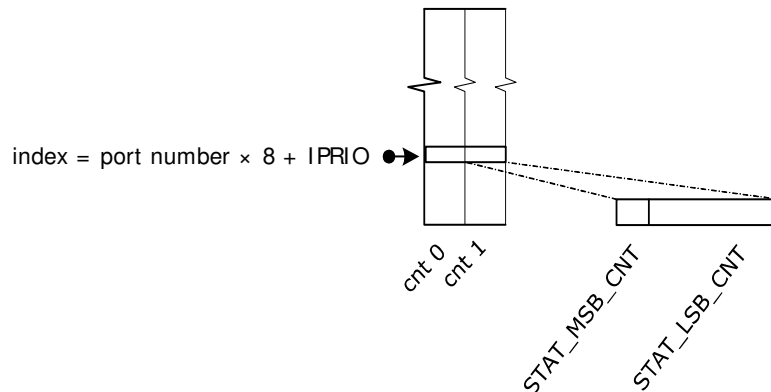 index = port number × 8 + IPRIO
cnt 0
cnt 1
STAT_MSB_CNT
STAT_LSB_CNT